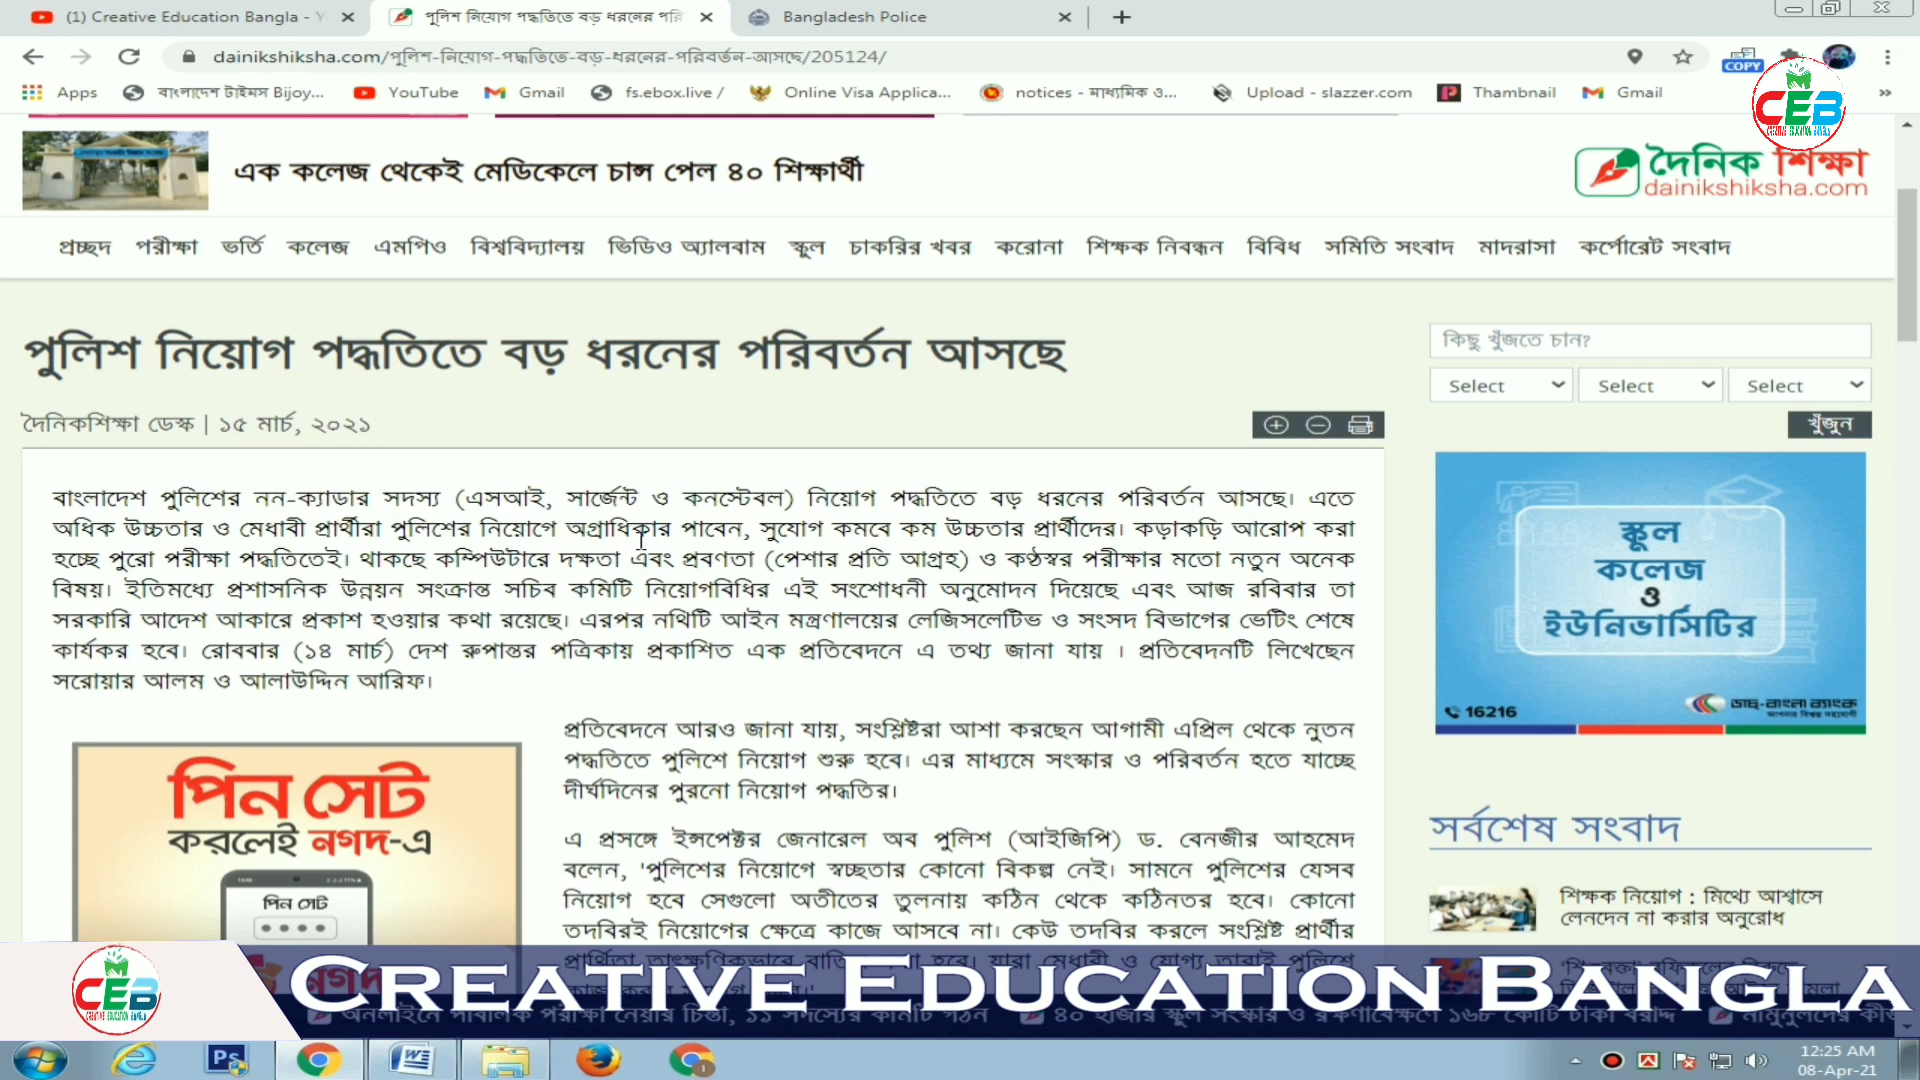 (1) Creative Education Bangla - Y
পুলিশ নিয়োগ পদ্ধতিতে বড় ধরনের পরি
Bangladesh Police
dainikshiksha.com/পুলিশ-নিয়োগ-পদ্ধতিতে-বড়-ধরনের-পরিবর্তন-আসছে/205124/
COPY
Apps
বাংলাদেশ টাইমস Bijoy...
YouTube
Gmail
fs.ebox.live /
Online Visa Applica...
notices - মাধ্যমিক ও...
Upload - slazzer.com
Thumbnail
Gmail
CEB
CREATIVE EDUCATION BANGLA
এক কলেজ থেকেই মেডিকেলে চান্স পেল ৪০ শিক্ষার্থী
দৈনিক শিক্ষা
dainikshiksha.com
প্রচ্ছদ পরীক্ষা ভর্তি কলেজ এমপিও বিশ্ববিদ্যালয় ভিডিও অ্যালবাম স্কুল চাকরির খবর করোনা শিক্ষক নিবন্ধন বিবিধ সমিতি সংবাদ মাদরাসা কর্পোরেট সংবাদ
পুলিশ নিয়োগ পদ্ধতিতে বড় ধরনের পরিবর্তন আসছে
কিছু খুঁজতে চান?
Select Select Select
দৈনিকশিক্ষা ডেস্ক | ১৫ মার্চ, ২০২১
খুঁজুন
বাংলাদেশ পুলিশের নন-ক্যাডার সদস্য (এসআই, সার্জেন্ট ও কনস্টেবল) নিয়োগ পদ্ধতিতে বড় ধরনের পরিবর্তন আসছে। এতে
অধিক উচ্চতার ও মেধাবী প্রার্থীরা পুলিশের নিয়োগে অগ্রাধিকার পাবেন, সুযোগ কমবে কম উচ্চতার প্রার্থীদের। কড়াকড়ি আরোপ করা
হচ্ছে পুরো পরীক্ষা পদ্ধতিতেই। থাকছে কম্পিউটারে দক্ষতা এবং প্রবণতা (পেশার প্রতি আগ্রহ) ও কণ্ঠস্বর পরীক্ষার মতো নতুন অনেক
বিষয়। ইতিমধ্যে প্রশাসনিক উন্নয়ন সংক্রান্ত সচিব কমিটি নিয়োগবিধির এই সংশোধনী অনুমোদন দিয়েছে এবং আজ রবিবার তা
সরকারি আদেশ আকারে প্রকাশ হওয়ার কথা রয়েছে। এরপর নথিটি আইন মন্ত্রণালয়ের লেজিসলেটিভ ও সংসদ বিভাগের ভেটিং শেষে
কার্যকর হবে। রোববার (১৪ মার্চ) দেশ রুপান্তর পত্রিকায় প্রকাশিত এক প্রতিবেদনে এ তথ্য জানা যায় । প্রতিবেদনটি লিখেছেন
সরোয়ার আলম ও আলাউদ্দিন আরিফ।
স্কুল
কলেজ
ও
ইউনিভার্সিটির
16216
ডাচ্-বাংলা ব্যাংক
প্রতিবেদনে আরও জানা যায়, সংশ্লিষ্টরা আশা করছেন আগামী এপ্রিল থেকে নুতন
পদ্ধতিতে পুলিশে নিয়োগ শুরু হবে। এর মাধ্যমে সংস্কার ও পরিবর্তন হতে যাচ্ছে
দীর্ঘদিনের পুরনো নিয়োগ পদ্ধতির।
পিন সেট
করলেই নগদ-এ
পিন সেট
এ প্রসঙ্গে ইন্সপেক্টর জেনারেল অব পুলিশ (আইজিপি) ড. বেনজীর আহমেদ
বলেন, 'পুলিশের নিয়োগে স্বচ্ছতার কোনো বিকল্প নেই। সামনে পুলিশের যেসব
নিয়োগ হবে সেগুলো অতীতের তুলনায় কঠিন থেকে কঠিনতর হবে। কোনো
তদবিরই নিয়োগের ক্ষেত্রে কাজে আসবে না। কেউ তদবির করলে সংশ্লিষ্ট প্রার্থীর
সর্বশেষ সংবাদ
শিক্ষক নিয়োগ : মিথ্যে আশ্বাসে
লেনদেন না করার অনুরোধ
CEB
CREATIVE EDUCATION BANGLA
CREATIVE EDUCATION BANGLA
12:25 AM
08-Apr-21